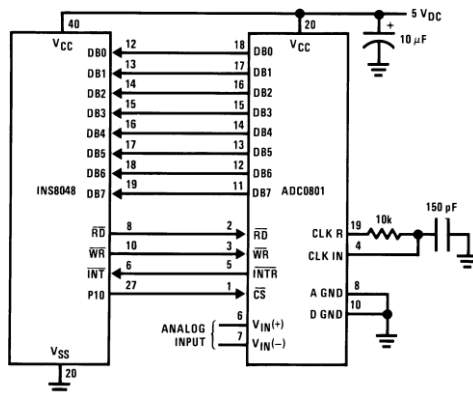 40 20 5 VDC
VCC VCC + 10 µF
DB0 12 18 DB0
DB1 13 17 DB1
DB2 14 16 DB2
DB3 15 15 DB3
DB4 16 14 DB4
DB5 17 13 DB5
DB6 18 12 DB6
DB7 19 11 DB7
INS8048 ADC0801
150 pF
RD 8 2 RD CLK R 19 10k
WR 10 3 WR CLK IN 4
INT 6 5 INTR
P10 27 1 CS A GND 8
D GND 10
ANALOG INPUT
6 VIN(+)
7 VIN(−)
VSS
20